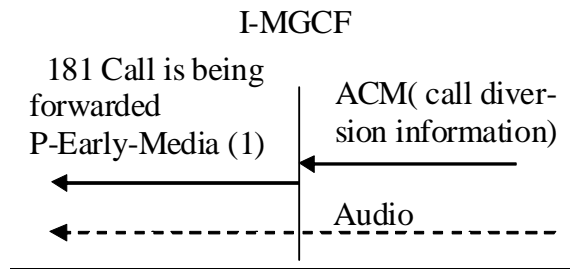 I-MGCF
181 Call is being
forwarded
P-Early-Media (1)
ACM( call diver-
sion information)
Audio